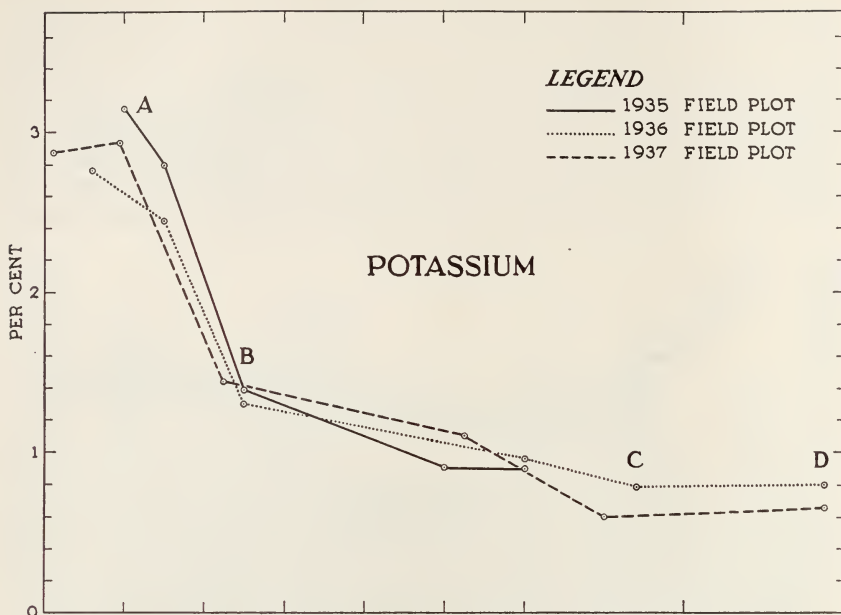 LEGEND
1935 FIELD PLOT
1936 FIELD PLOT
1937 FIELD PLOT
A
3
POTASSIUM
PER CENT
2
B
1
C
D
0